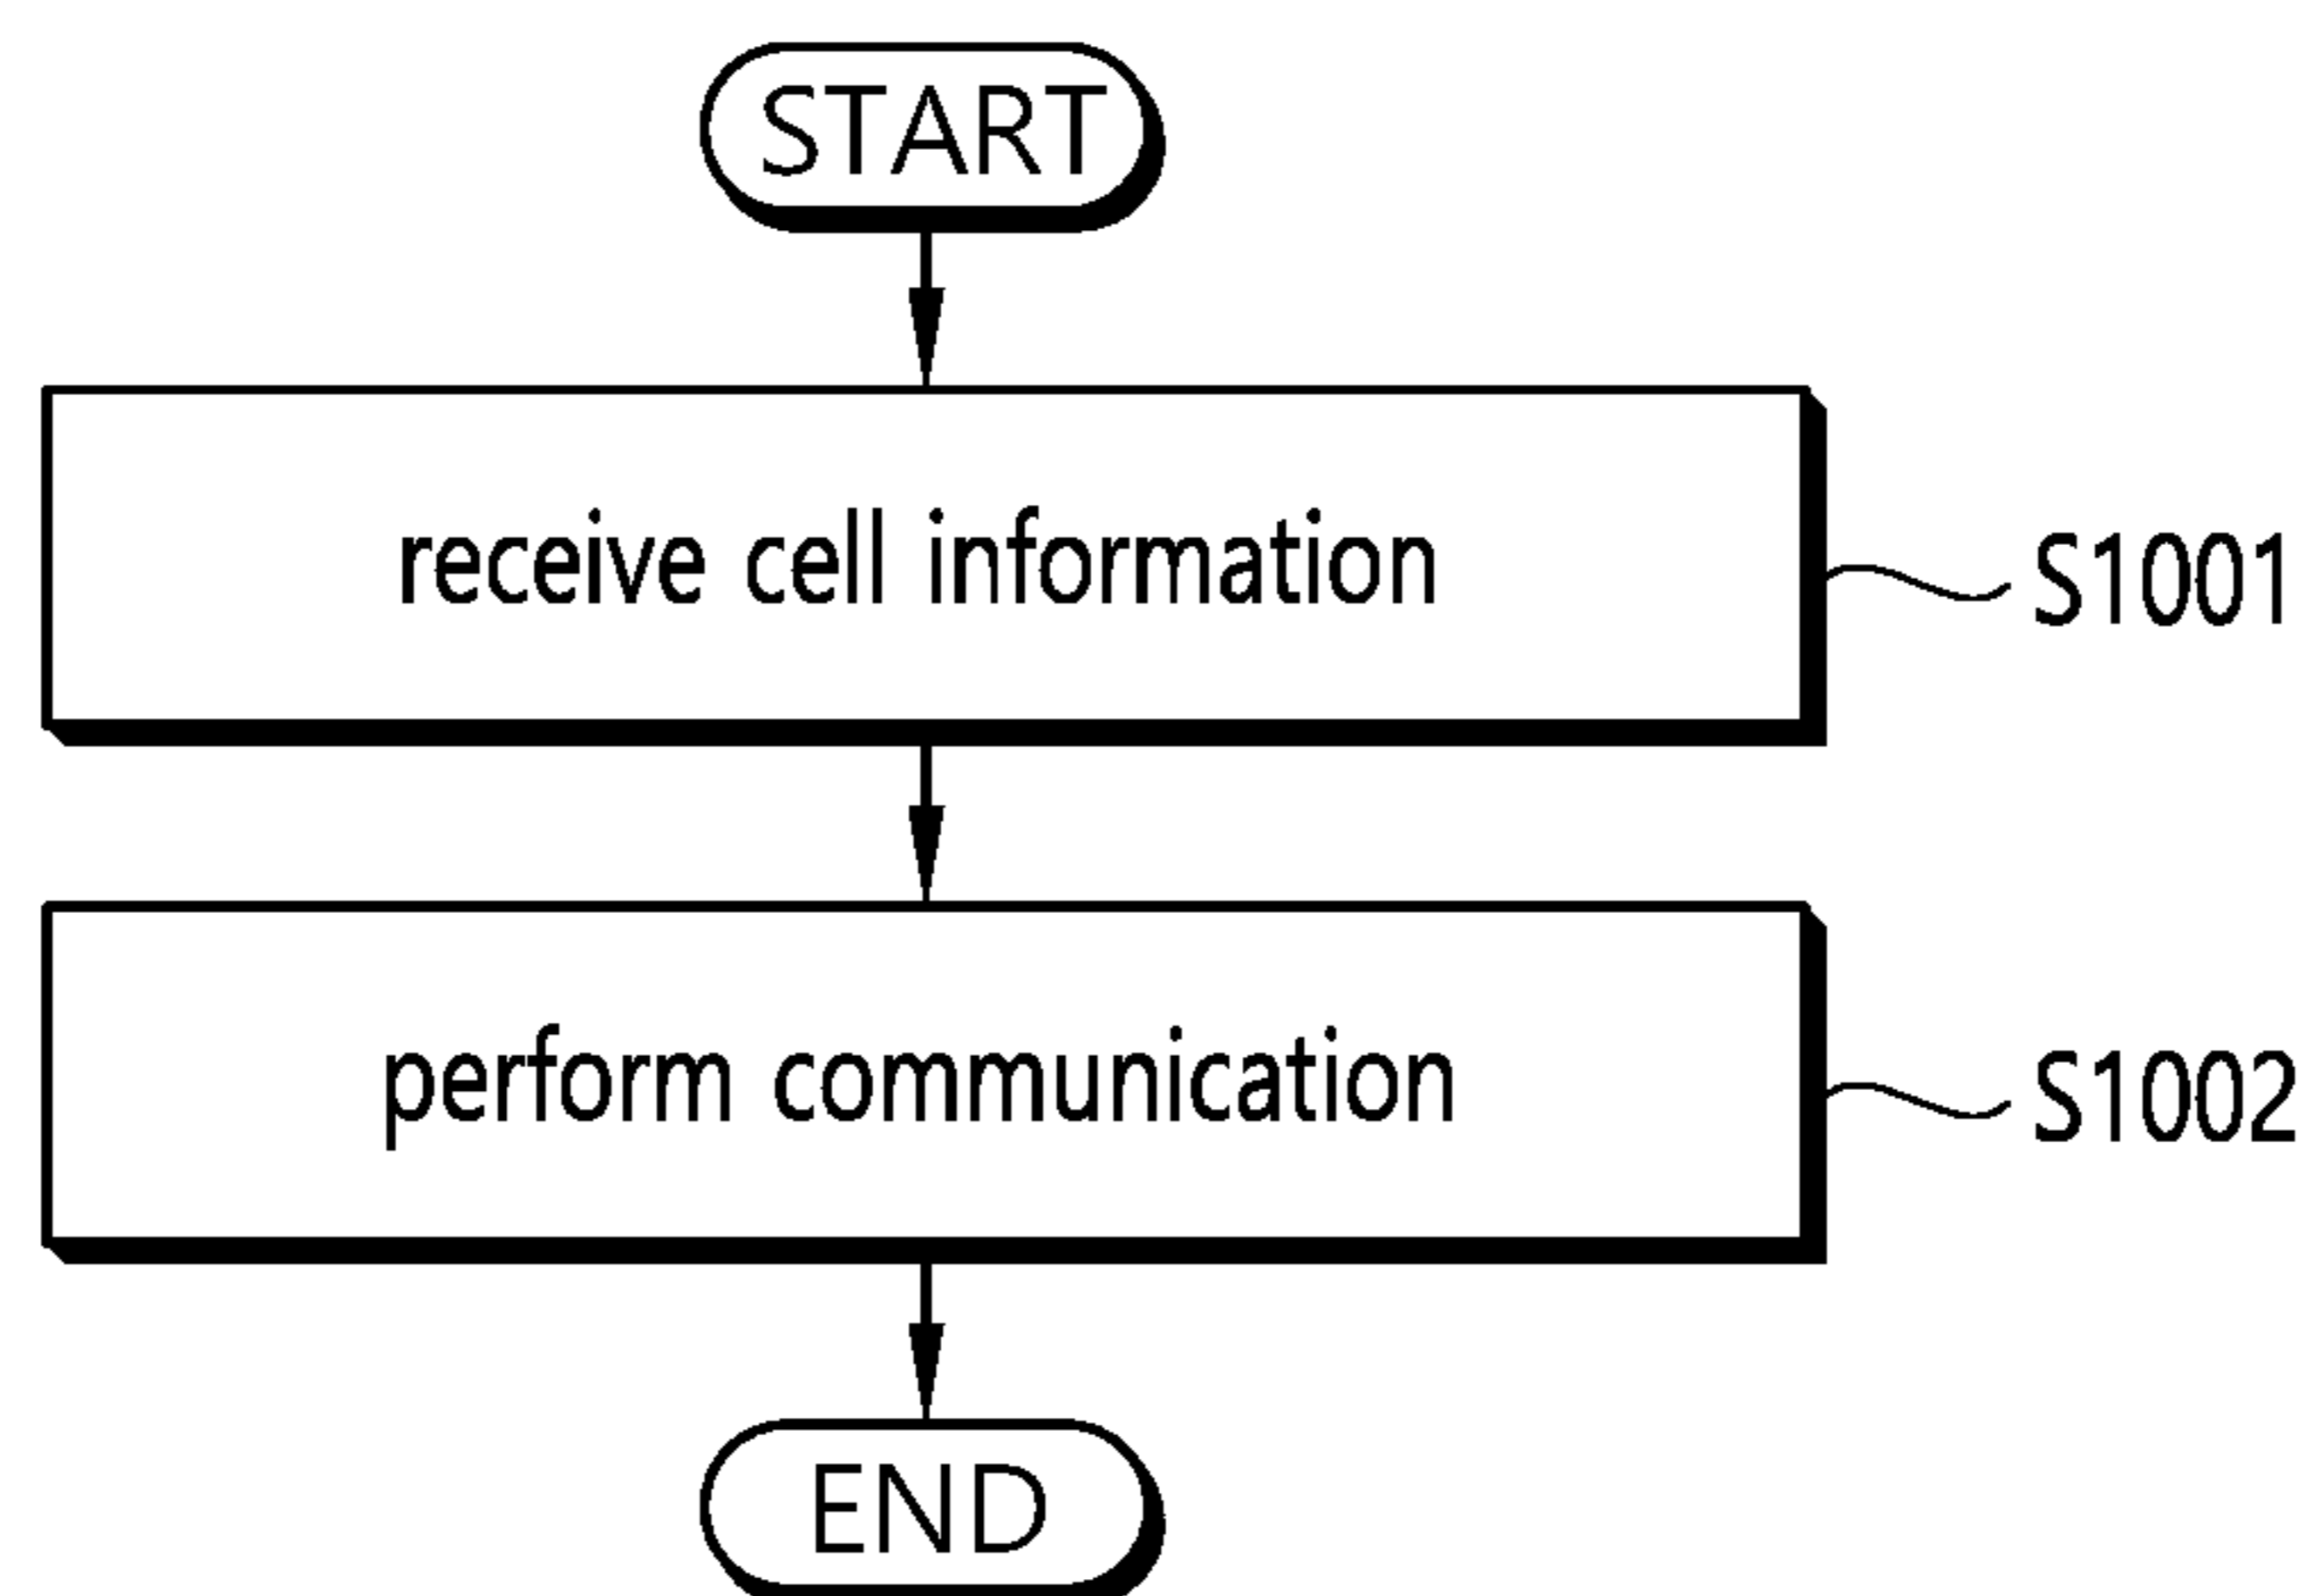 START
receive cell information
S1001
perform communication
S1002
END